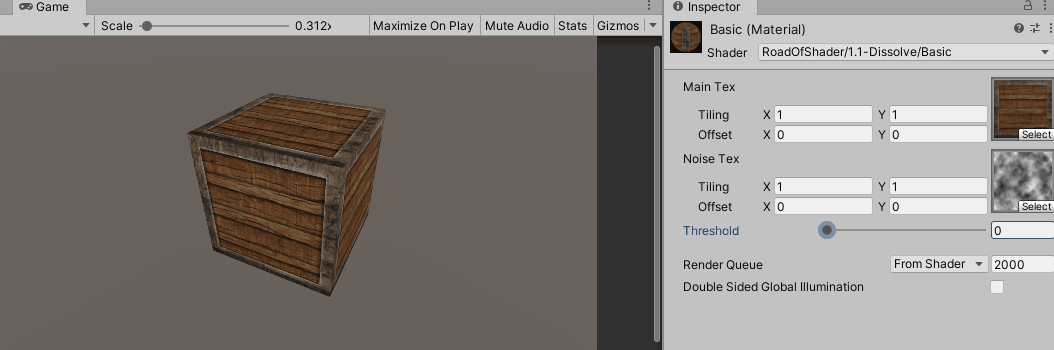 Game
Scale 0.312› Maximize On Play Mute Audio Stats Gizmos
Inspector
Basic (Material)
Shader RoadOfShader/1.1-Dissolve/Basic
Main Tex
Tiling X 1 Y 1
Offset X 0 Y 0
Select
Noise Tex
Tiling X 1 Y 1
Offset X 0 Y 0
Select
Threshold 0
Render Queue From Shader 2000
Double Sided Global Illumination